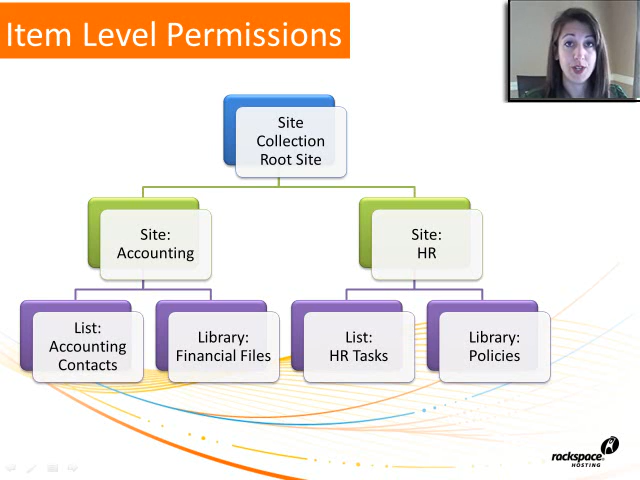 Item Level Permissions
Site
Collection
Root Site
Site:
Accounting
Site:
HR
List:
Accounting
Contacts
Library:
Financial Files
List:
HR Tasks
Library:
Policies
rackspace®
HOSTING